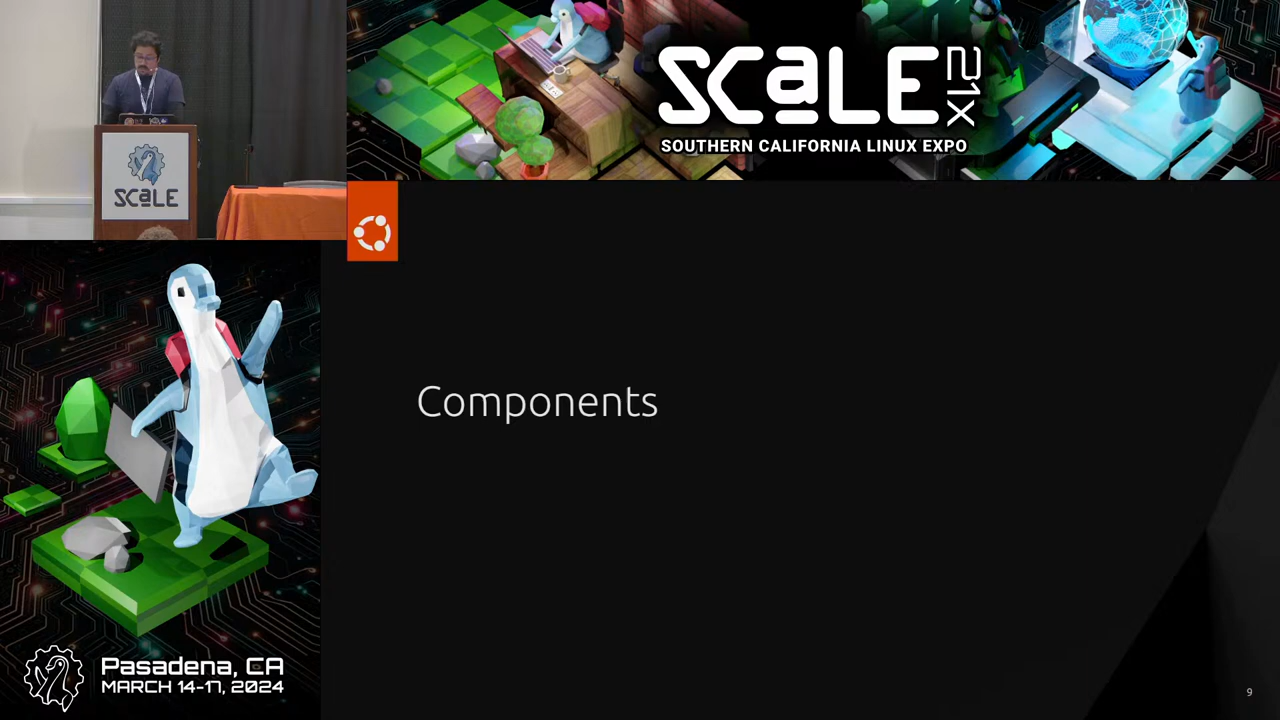 SCALE
21X
SOUTHERN CALIFORNIA LINUX EXPO
SCALE
Components
Pasadena, CA
MARCH 14-17, 2024
9